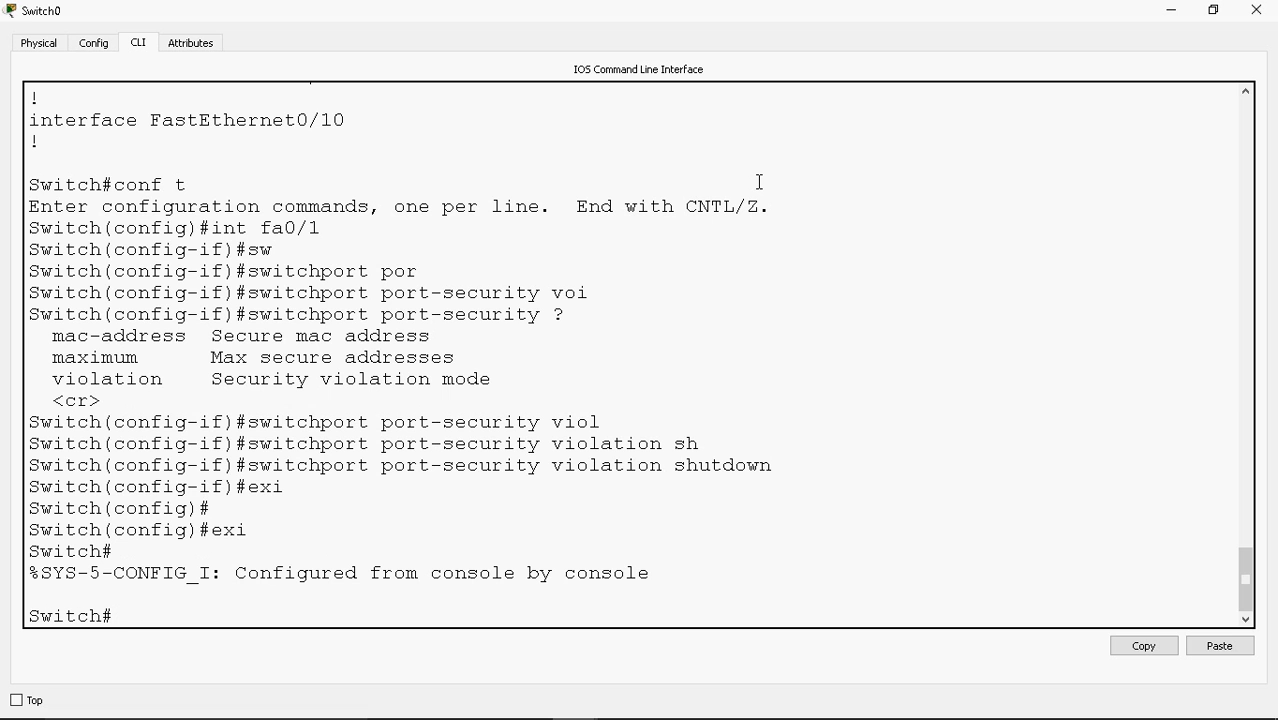 Switch0
Physical Config CLI Attributes
IOS Command Line Interface
!
interface FastEthernet0/10
!
Switch#conf t
Enter configuration commands, one per line.  End with CNTL/Z.
Switch(config)#int fa0/1
Switch(config-if)#sw
Switch(config-if)#switchport por
Switch(config-if)#switchport port-security voi
Switch(config-if)#switchport port-security ?
  mac-address  Secure mac address
  maximum      Max secure addresses
  violation    Security violation mode
  <cr>
Switch(config-if)#switchport port-security viol
Switch(config-if)#switchport port-security violation sh
Switch(config-if)#switchport port-security violation shutdown
Switch(config-if)#exi
Switch(config)#
Switch(config)#exi
Switch#
%SYS-5-CONFIG_I: Configured from console by console
Switch#
Copy Paste
Top